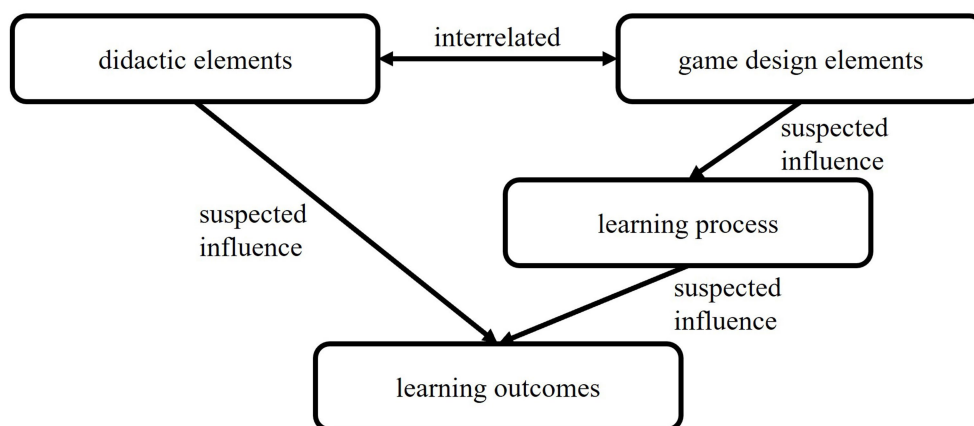 interrelated
didactic elements
game design elements
suspected
influence
learning process
suspected
influence
suspected
influence
learning outcomes